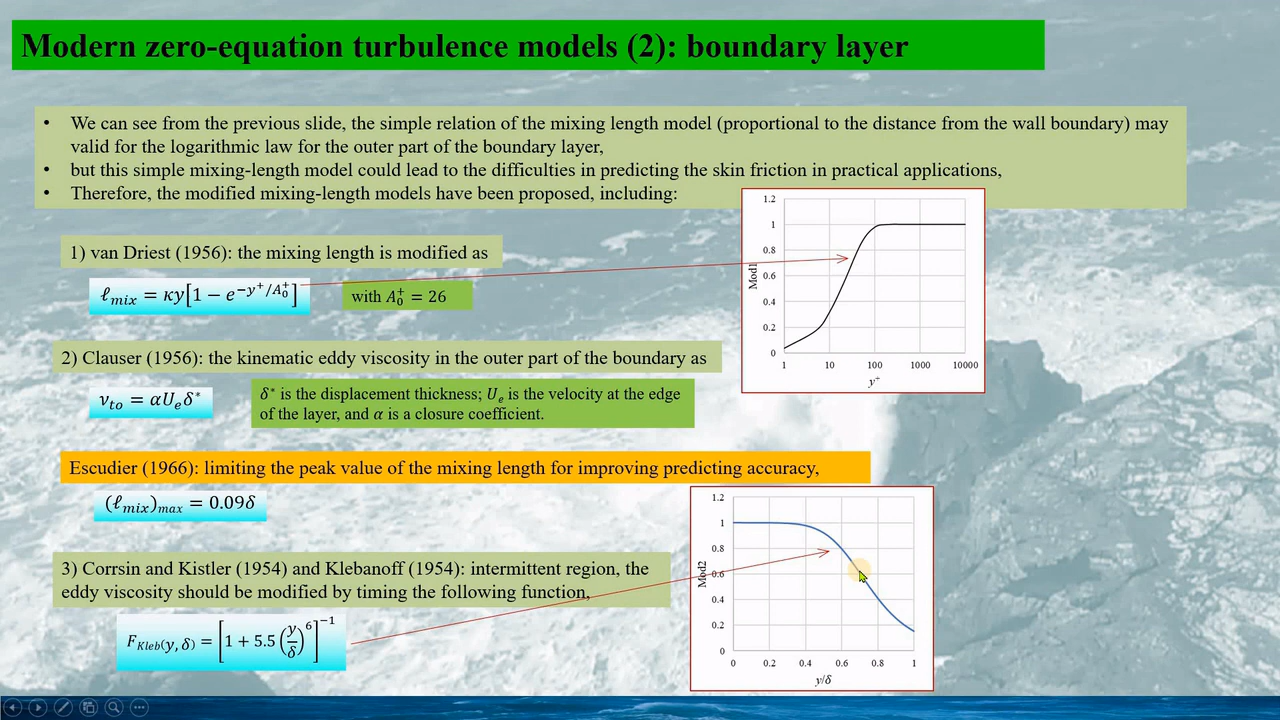 Modern zero-equation turbulence models (2): boundary layer
• We can see from the previous slide, the simple relation of the mixing length model (proportional to the distance from the wall boundary) may
valid for the logarithmic law for the outer part of the boundary layer,
• but this simple mixing-length model could lead to the difficulties in predicting the skin friction in practical applications,
• Therefore, the modified mixing-length models have been proposed, including:
1) van Driest (1956): the mixing length is modified as
ℓ_mix = κy[1 − e^{−y⁺/A₀⁺}]
with A₀⁺ = 26
1.2
1
0.8
0.6
0.4
0.2
0
Mod1
1 10 100 1000 10000
y⁺
2) Clauser (1956): the kinematic eddy viscosity in the outer part of the boundary as
ν_to = αU_eδ*
δ* is the displacement thickness; U_e is the velocity at the edge
of the layer, and α is a closure coefficient.
Escudier (1966): limiting the peak value of the mixing length for improving predicting accuracy,
(ℓ_mix)_max = 0.09δ
3) Corrsin and Kistler (1954) and Klebanoff (1954): intermittent region, the
eddy viscosity should be modified by timing the following function,
F_Kleb(y, δ) = [1 + 5.5 (y/δ)⁶]⁻¹
1.2
1
0.8
0.6
0.4
0.2
0
Mod2
0 0.2 0.4 0.6 0.8 1
y/δ